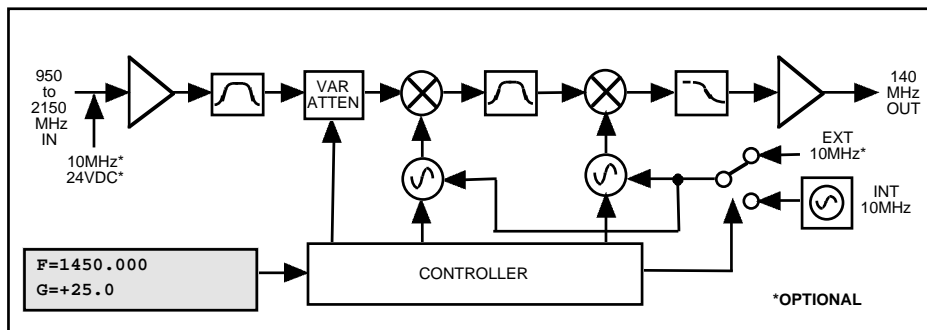 950
to
2150
MHz
IN
10MHz*
24VDC*
VAR
ATTEN
140
MHz
OUT
EXT
10MHz*
INT
10MHz
F=1450.000
G=+25.0
CONTROLLER
*OPTIONAL